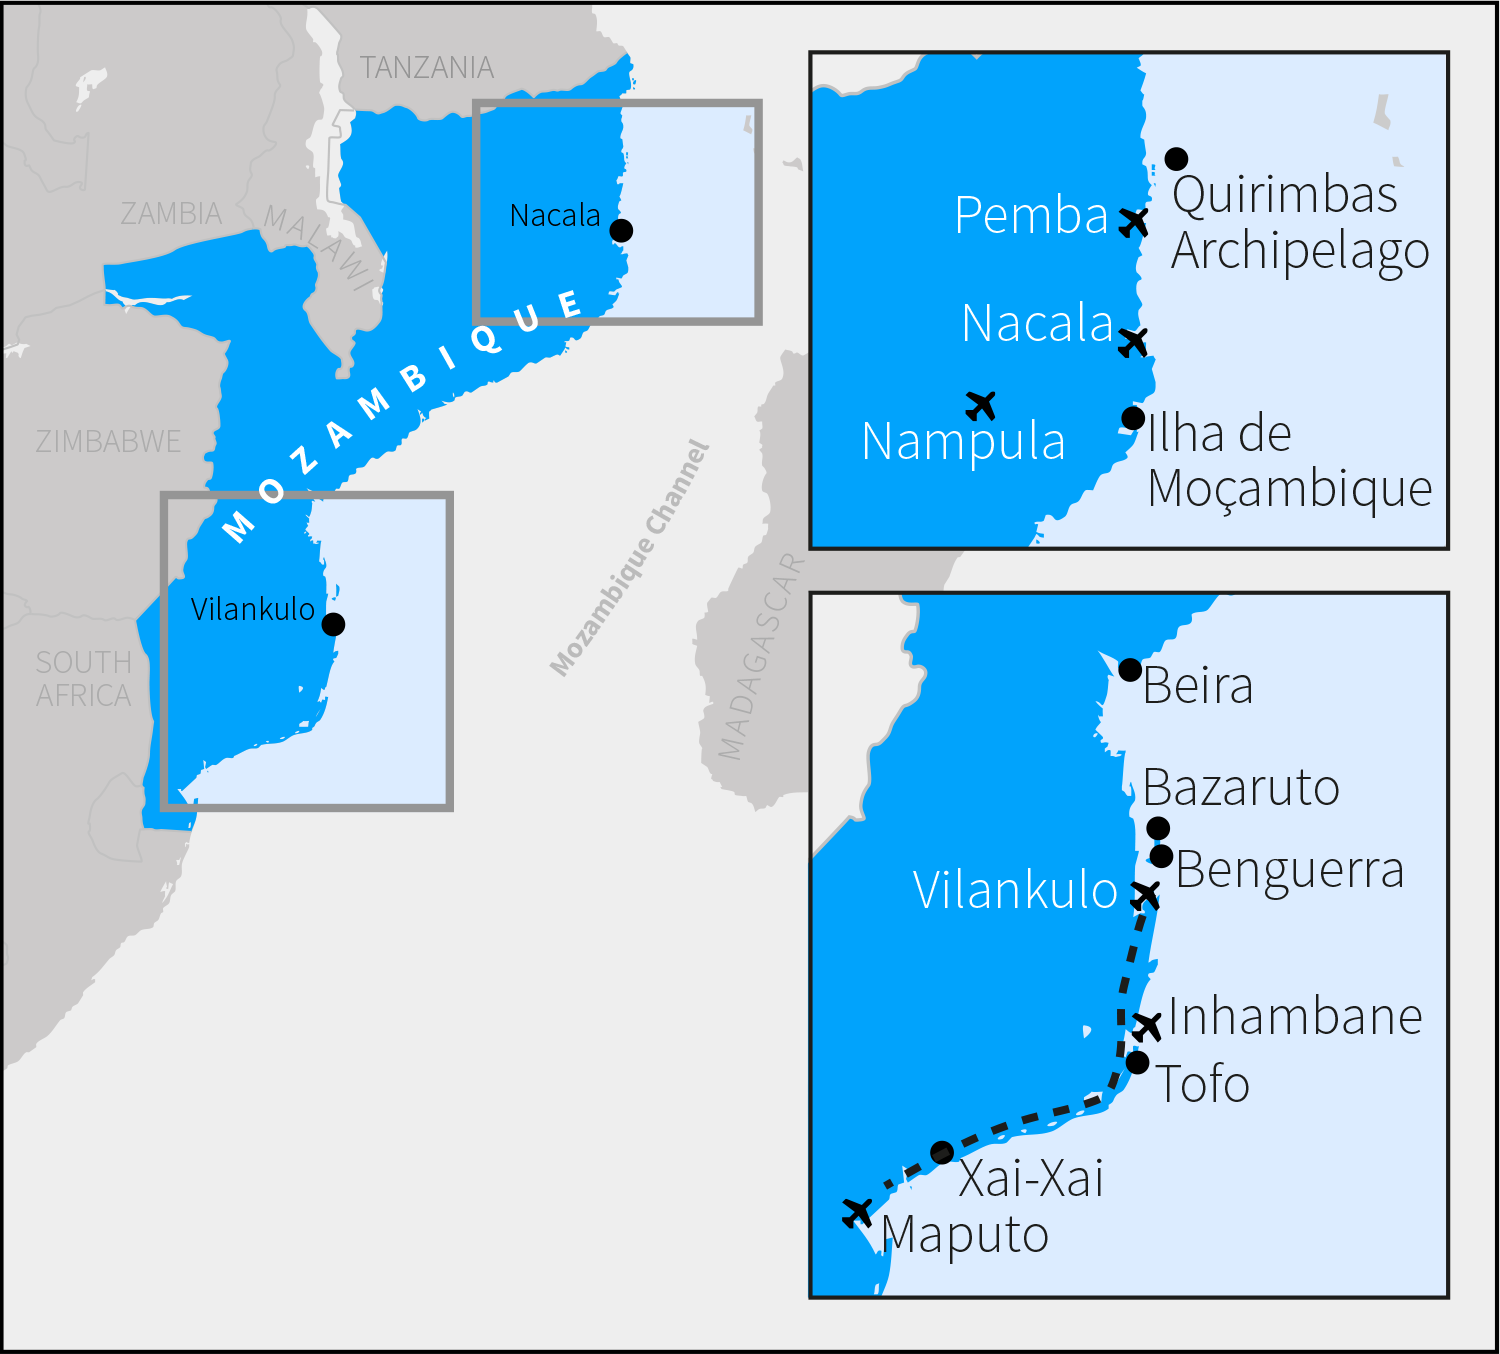 TANZANIA
ZAMBIA
MALAWI
Nacala
MOZAMBIQUE
ZIMBABWE
Mozambique Channel
MADAGASCAR
Vilankulo
SOUTH
AFRICA
Quirimbas
Archipelago
Pemba
Nacala
Nampula
Ilha de
Moçambique
Beira
Bazaruto
Benguerra
Vilankulo
Inhambane
Tofo
Xai-Xai
Maputo